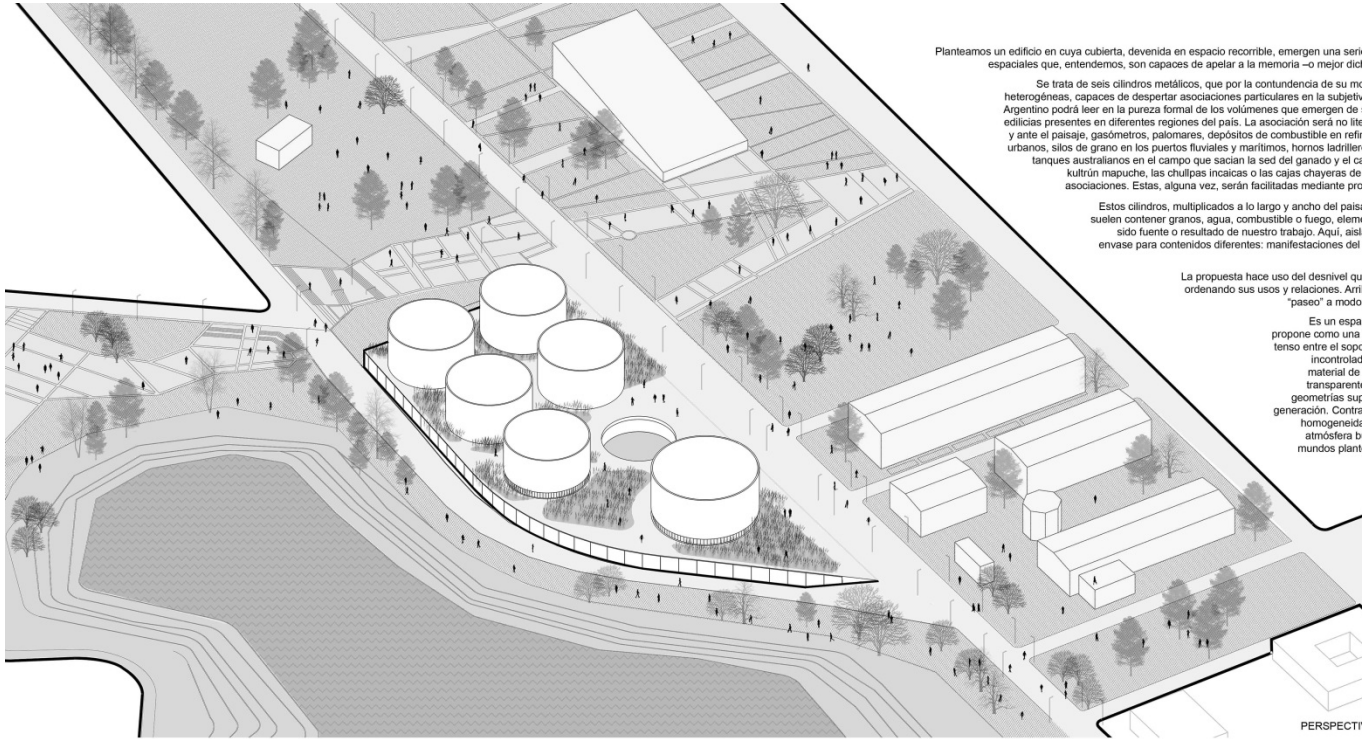 Planteamos un edificio en cuya cubierta, devenida en espacio recorrible, emergen una seri
espaciales que, entendemos, son capaces de apelar a la memoria –o mejor dich
Se trata de seis cilindros metálicos, que por la contundencia de su mo
heterogéneas, capaces de despertar asociaciones particulares en la subjetiv
Argentino podrá leer en la pureza formal de los volúmenes que emergen de
edilicias presentes en diferentes regiones del país. La asociación será no lite
y ante el paisaje, gasómetros, palomares, depósitos de combustible en refin
urbanos, silos de grano en los puertos fluviales y marítimos, hornos ladriller
tanques australianos en el campo que sacian la sed del ganado y el ca
kultrún mapuche, las chullpas incaicas o las cajas chayeras de
asociaciones. Estas, alguna vez, serán facilitadas mediante pro
Estos cilindros, multiplicados a lo largo y ancho del paisa
suelen contener granos, agua, combustible o fuego, elem
sido fuente o resultado de nuestro trabajo. Aquí, aisla
envase para contenidos diferentes: manifestaciones del
La propuesta hace uso del desnivel qu
ordenando sus usos y relaciones. Arri
“paseo” a modo
Es un espa
propone como una
tenso entre el sopo
incontrolad
material de
transparent
geometrías sup
generación. Contra
homogeneida
atmósfera b
mundos plant
PERSPECTI